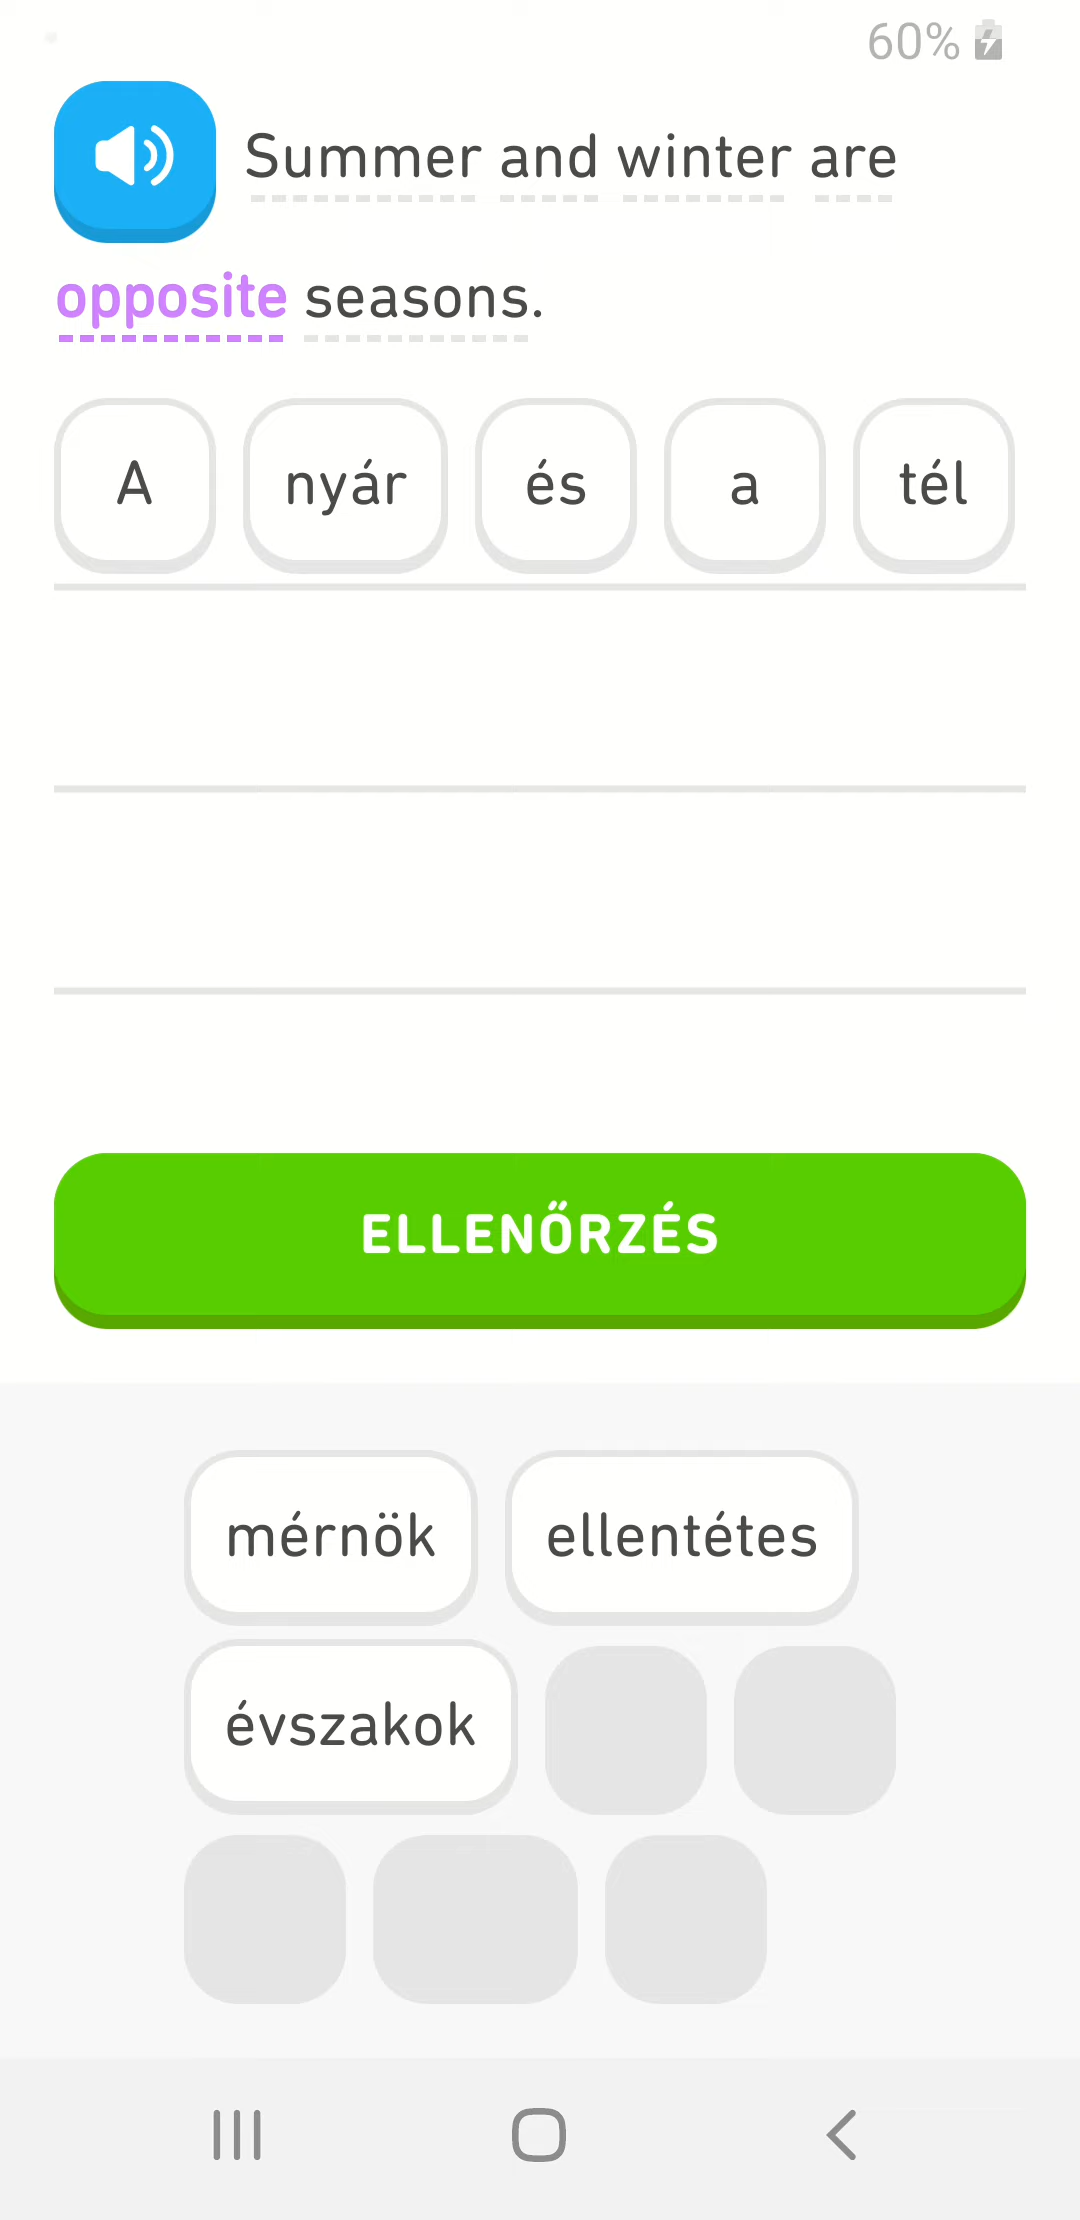 60%
Summer and winter are
opposite seasons.
A nyár és a tél
ELLENŐRZÉS
mérnök ellentétes
évszakok